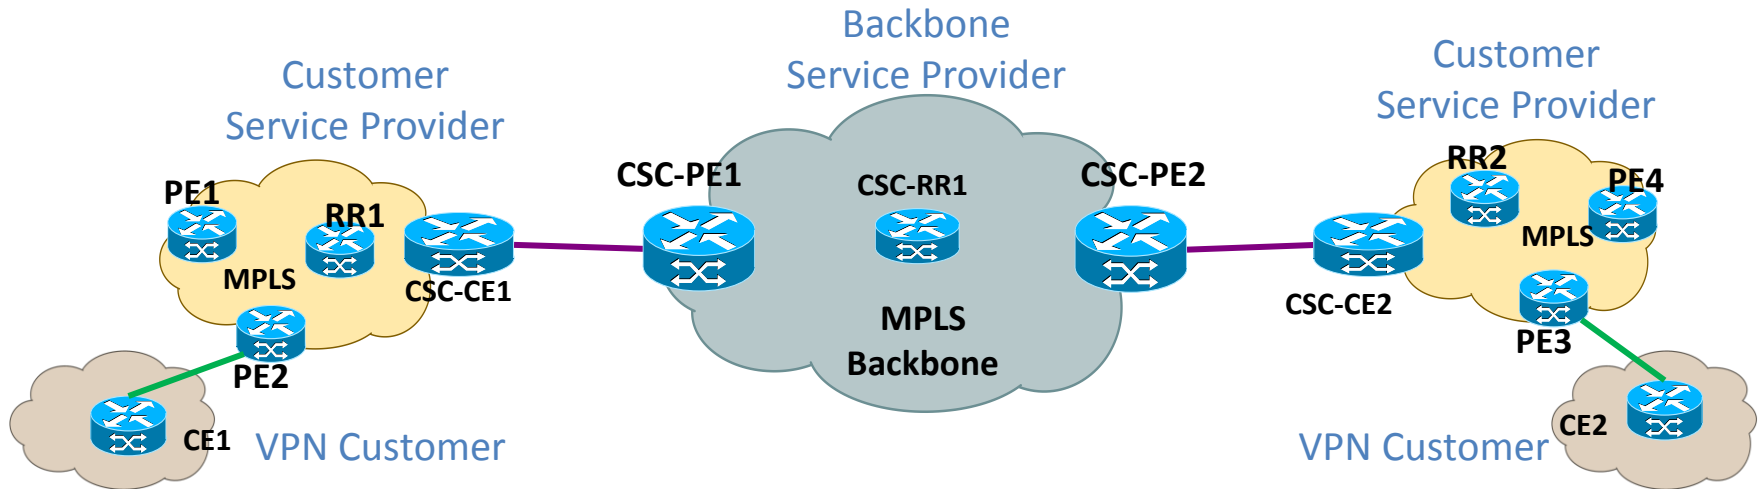 Backbone
Service Provider
Customer
Service Provider
Customer
Service Provider
PE1
RR1
MPLS
CSC-CE1
PE2
CE1
VPN Customer
CSC-PE1
CSC-RR1
CSC-PE2
MPLS
Backbone
RR2
PE4
MPLS
CSC-CE2
PE3
CE2
VPN Customer